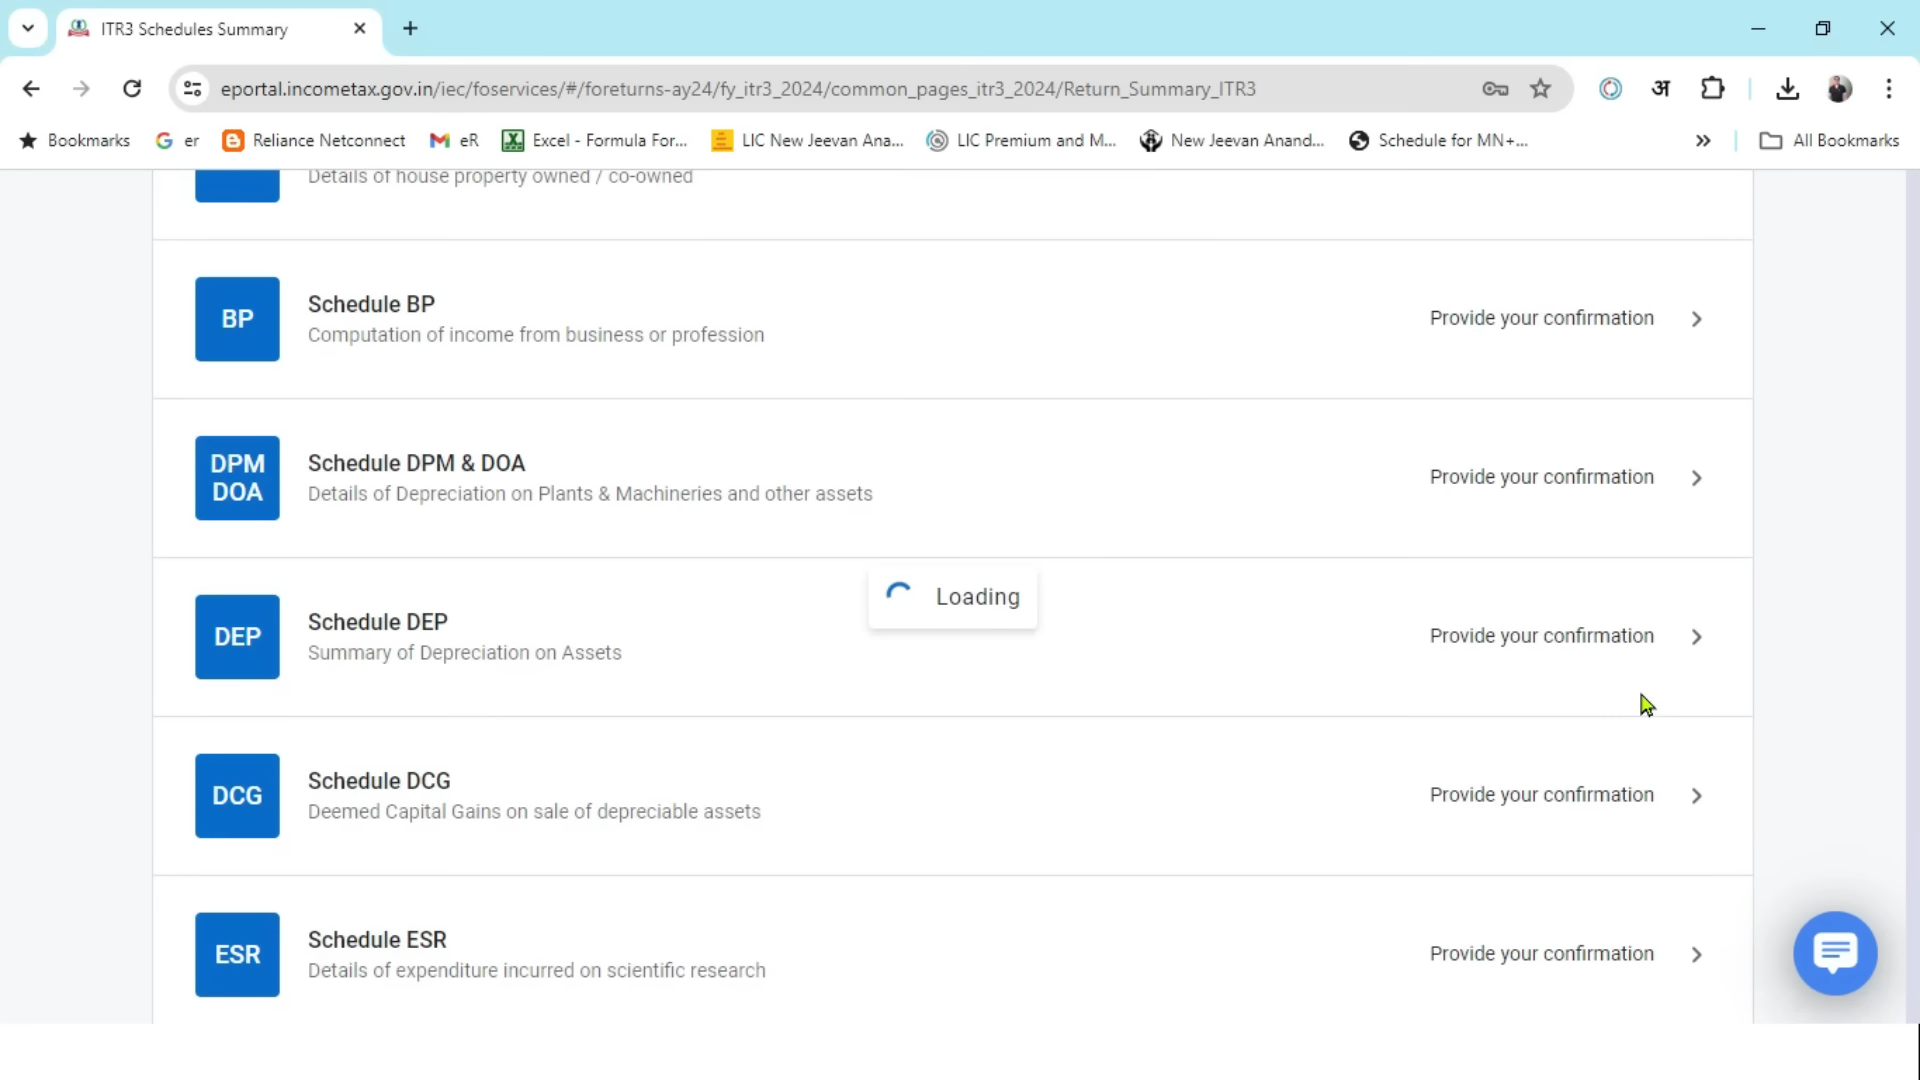 ITR3 Schedules Summary
eportal.incometax.gov.in/iec/foservices/#/foreturns-ay24/fy_itr3_2024/common_pages_itr3_2024/Return_Summary_ITR3
अ
Bookmarks
er
Reliance Netconnect
eR
Excel - Formula For...
LIC New Jeevan Ana...
LIC Premium and M...
New Jeevan Anand...
Schedule for MN+...
All Bookmarks
Details of house property owned / co-owned
BP
Schedule BP
Computation of income from business or profession
Provide your confirmation
DPM
DOA
Schedule DPM & DOA
Details of Depreciation on Plants & Machineries and other assets
Provide your confirmation
Loading
DEP
Schedule DEP
Summary of Depreciation on Assets
Provide your confirmation
DCG
Schedule DCG
Deemed Capital Gains on sale of depreciable assets
Provide your confirmation
ESR
Schedule ESR
Details of expenditure incurred on scientific research
Provide your confirmation